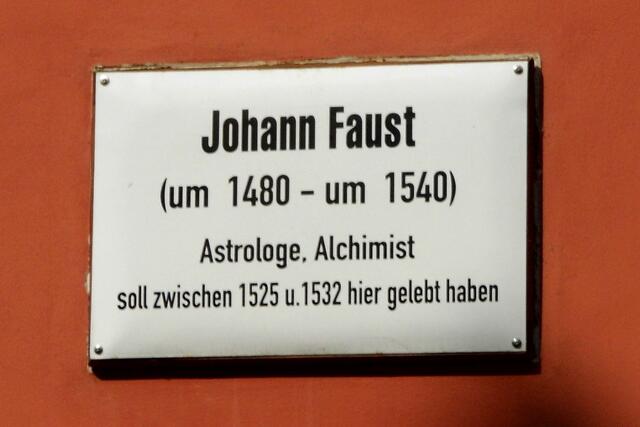 Johann Faust
(um 1480 – um 1540)
Astrologe, Alchimist
soll zwischen 1525 u.1532 hier gelebt haben